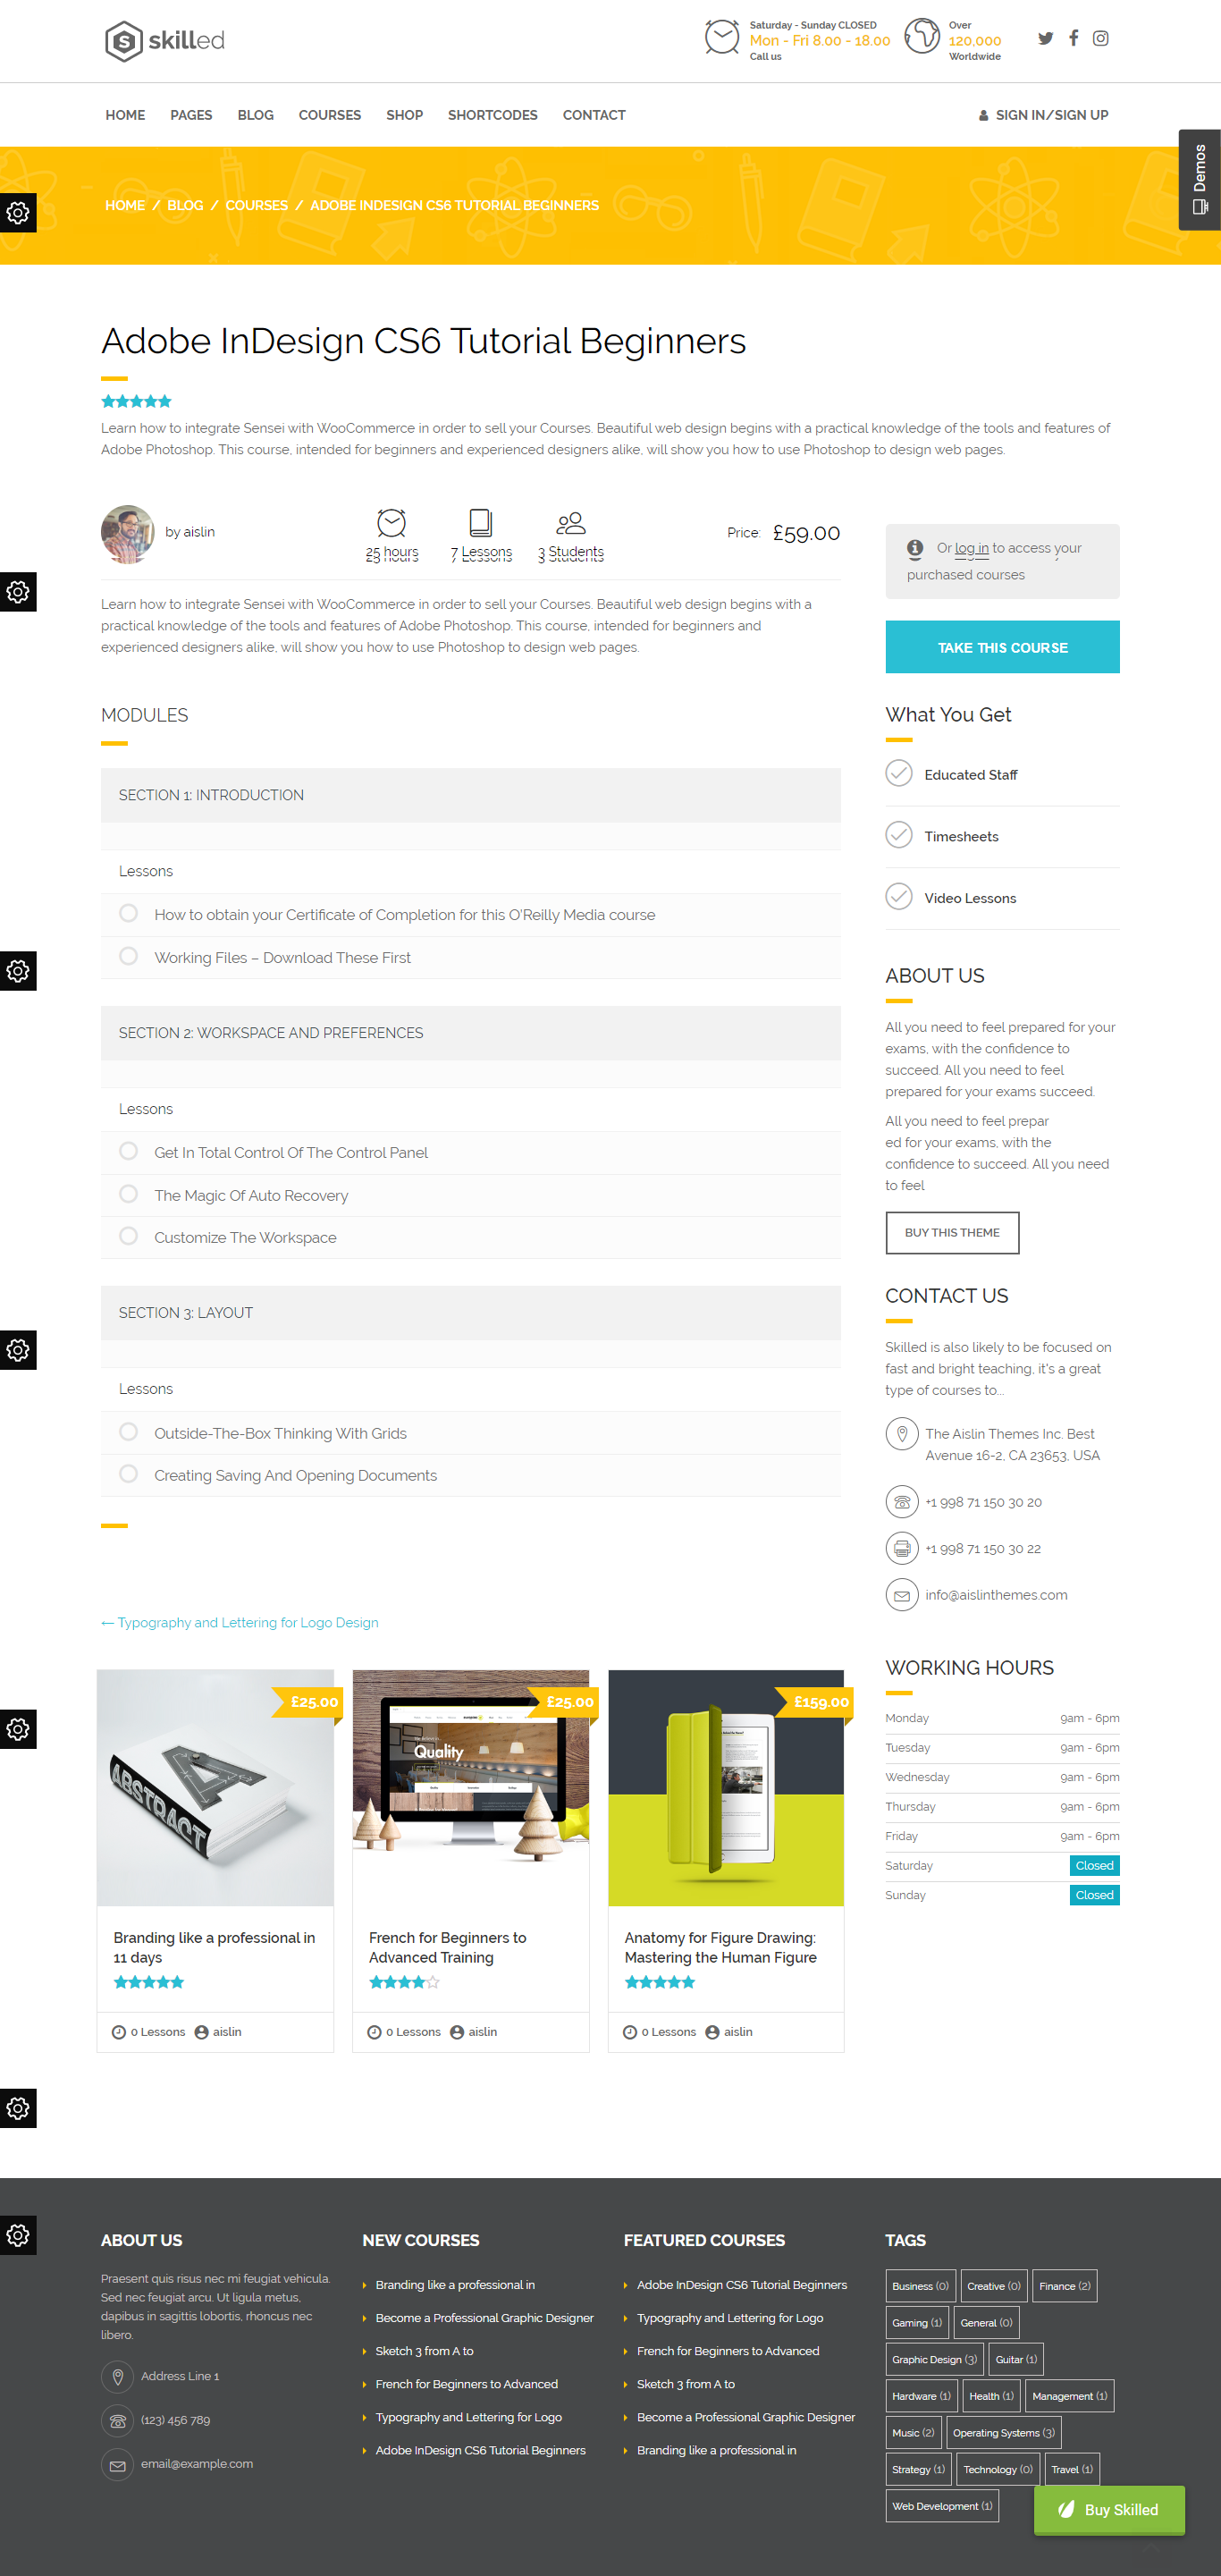 skilled
Saturday - Sunday CLOSED
Mon - Fri 8.00 - 18.00
Call us
Over
120,000
Worldwide
HOME PAGES BLOG COURSES SHOP SHORTCODES CONTACT
SIGN IN/SIGN UP
Demos
HOME / BLOG / COURSES / ADOBE INDESIGN CS6 TUTORIAL BEGINNERS
Adobe InDesign CS6 Tutorial Beginners
Learn how to integrate Sensei with WooCommerce in order to sell your Courses. Beautiful web design begins with a practical knowledge of the tools and features of
Adobe Photoshop. This course, intended for beginners and experienced designers alike, will show you how to use Photoshop to design web pages.
by aislin
25 hours
7 Lessons
3 Students
Price: £59.00
Learn how to integrate Sensei with WooCommerce in order to sell your Courses. Beautiful web design begins with a
practical knowledge of the tools and features of Adobe Photoshop. This course, intended for beginners and
experienced designers alike, will show you how to use Photoshop to design web pages.
MODULES
SECTION 1: INTRODUCTION
Lessons
How to obtain your Certificate of Completion for this O'Reilly Media course
Working Files – Download These First
SECTION 2: WORKSPACE AND PREFERENCES
Lessons
Get In Total Control Of The Control Panel
The Magic Of Auto Recovery
Customize The Workspace
SECTION 3: LAYOUT
Lessons
Outside-The-Box Thinking With Grids
Creating Saving And Opening Documents
← Typography and Lettering for Logo Design
£25.00
ABSTRACT
Branding like a professional in
11 days
0 Lessons aislin
£25.00
Quality
French for Beginners to
Advanced Training
0 Lessons aislin
£159.00
Anatomy for Figure Drawing:
Mastering the Human Figure
0 Lessons aislin
Or log in to access your
purchased courses
TAKE THIS COURSE
What You Get
Educated Staff
Timesheets
Video Lessons
ABOUT US
All you need to feel prepared for your
exams, with the confidence to
succeed. All you need to feel
prepared for your exams succeed.
All you need to feel prepar
ed for your exams, with the
confidence to succeed. All you need
to feel
BUY THIS THEME
CONTACT US
Skilled is also likely to be focused on
fast and bright teaching, it's a great
type of courses to...
The Aislin Themes Inc. Best
Avenue 16-2, CA 23653, USA
+1 998 71 150 30 20
+1 998 71 150 30 22
info@aislinthemes.com
WORKING HOURS
Monday 9am - 6pm
Tuesday 9am - 6pm
Wednesday 9am - 6pm
Thursday 9am - 6pm
Friday 9am - 6pm
Saturday Closed
Sunday Closed
ABOUT US
Praesent quis risus nec mi feugiat vehicula.
Sed nec feugiat arcu. Ut ligula metus,
dapibus in sagittis lobortis, rhoncus nec
libero.
Address Line 1
(123) 456 789
email@example.com
NEW COURSES
Branding like a professional in
Become a Professional Graphic Designer
Sketch 3 from A to
French for Beginners to Advanced
Typography and Lettering for Logo
Adobe InDesign CS6 Tutorial Beginners
FEATURED COURSES
Adobe InDesign CS6 Tutorial Beginners
Typography and Lettering for Logo
French for Beginners to Advanced
Sketch 3 from A to
Become a Professional Graphic Designer
Branding like a professional in
TAGS
Business (0) Creative (0) Finance (2)
Gaming (1) General (0)
Graphic Design (3) Guitar (1)
Hardware (1) Health (1) Management (1)
Music (2) Operating Systems (3)
Strategy (1) Technology (0) Travel (1)
Web Development (1)
Buy Skilled